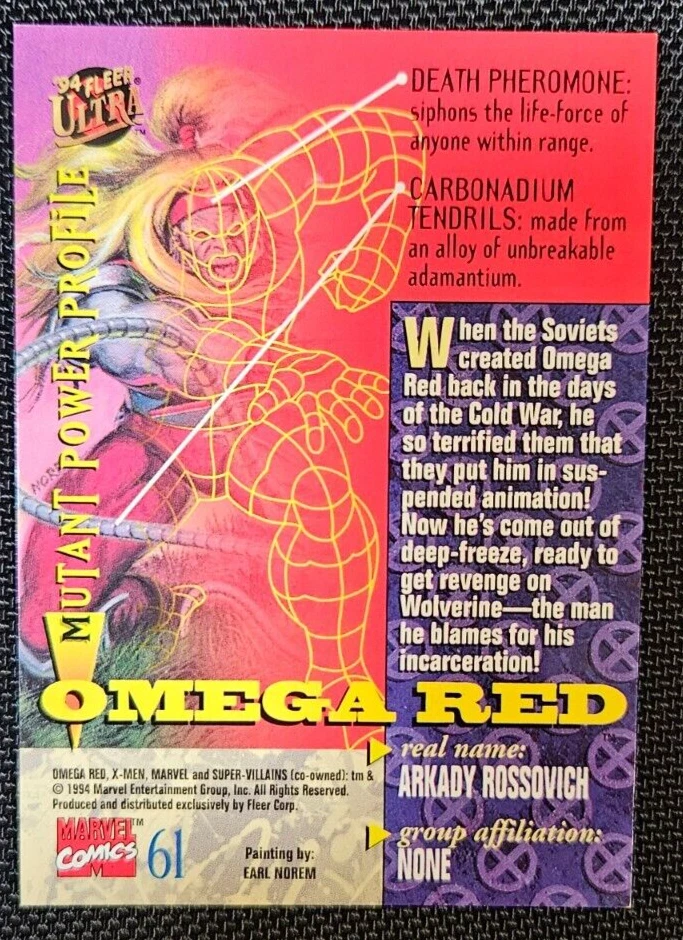 '94 FLEER®
ULTRA™
MUTANT POWER PROFILE
DEATH PHEROMONE:
siphons the life-force of
anyone within range.
CARBONADIUM
TENDRILS: made from
an alloy of unbreakable
adamantium.
When the Soviets
created Omega
Red back in the days
of the Cold War, he
so terrified them that
they put him in sus-
pended animation!
Now he's come out of
deep-freeze, ready to
get revenge on
Wolverine—the man
he blames for his
incarceration!
OMEGA RED™
real name:
ARKADY ROSSOVICH
group affiliation:
NONE
OMEGA RED, X-MEN, MARVEL and SUPER-VILLAINS (co-owned): tm &
© 1994 Marvel Entertainment Group, Inc. All Rights Reserved.
Produced and distributed exclusively by Fleer Corp.
MARVEL™
COMICS
M
61
Painting by:
EARL NOREM